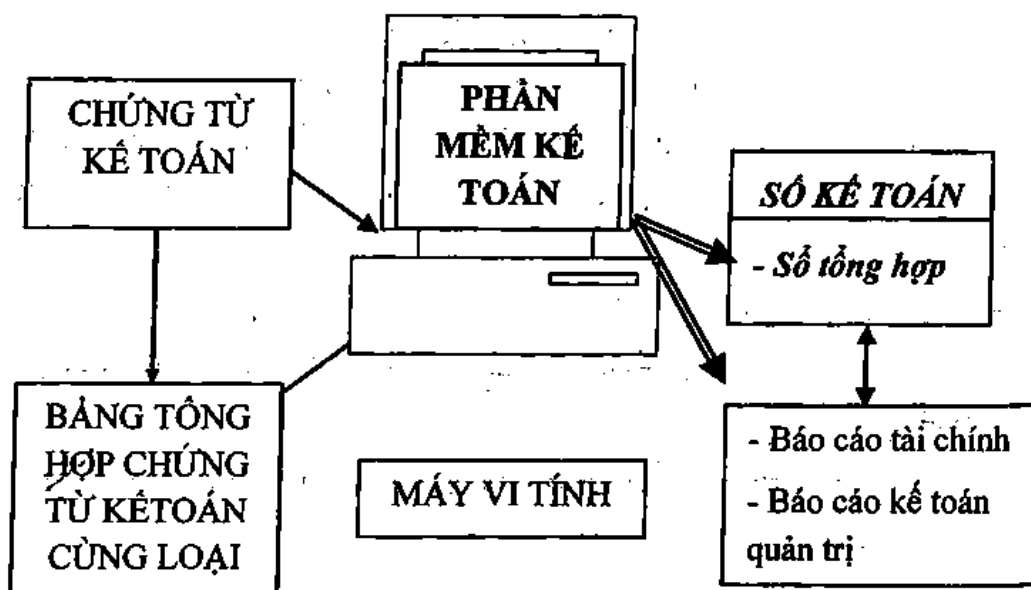 CHỨNG TỪ
KẾ TOÁN
PHẦN
MỀM KẾ
TOÁN
SỔ KẾ TOÁN
- Sổ tổng hợp
BẢNG TỔNG
HỢP CHỨNG
TỪ KẾTOÁN
CÙNG LOẠI
MÁY VI TÍNH
- Báo cáo tài chính
- Báo cáo kế toán
quản trị